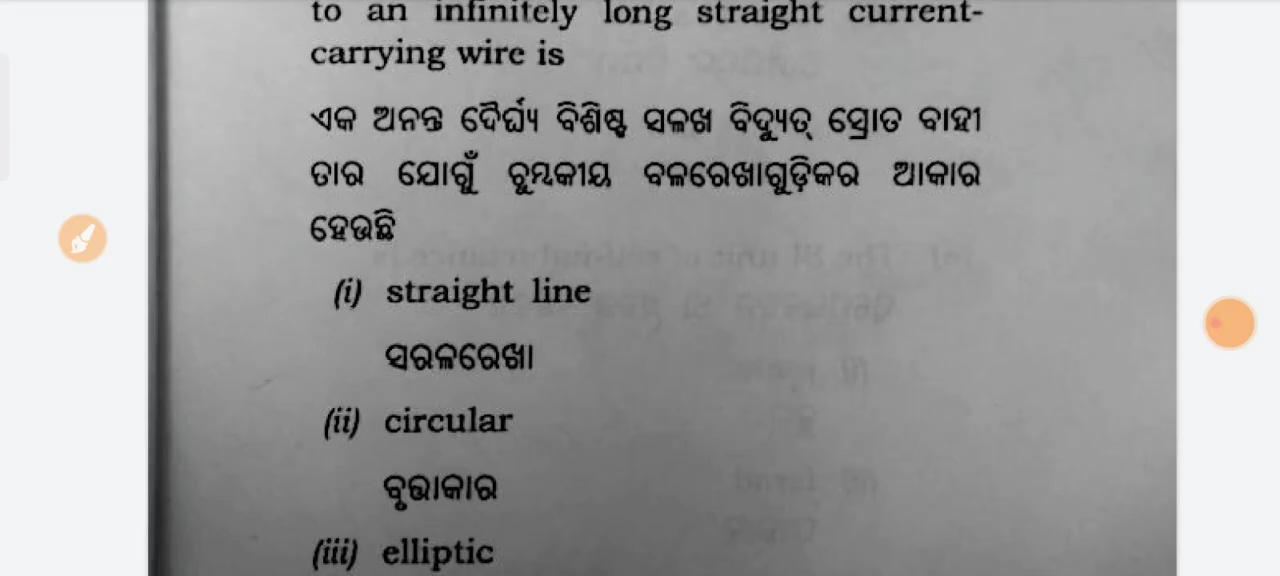 to an infinitely long straight current-
carrying wire is
ଏକ ଅନନ୍ତ ଦୈର୍ଘ୍ୟ ବିଶିଷ୍ଟ ସଳଖ ବିଦ୍ୟୁତ୍ ସ୍ରୋତ ବାହୀ
ତାର ଯୋଗୁଁ ଚୁମ୍ଭକୀୟ ବଳରେଖାଗୁଡ଼ିକର ଆକାର
ହେଉଛି
(i) straight line
ସରଳରେଖା
(ii) circular
ବୃତ୍ତାକାର
(iii) elliptic